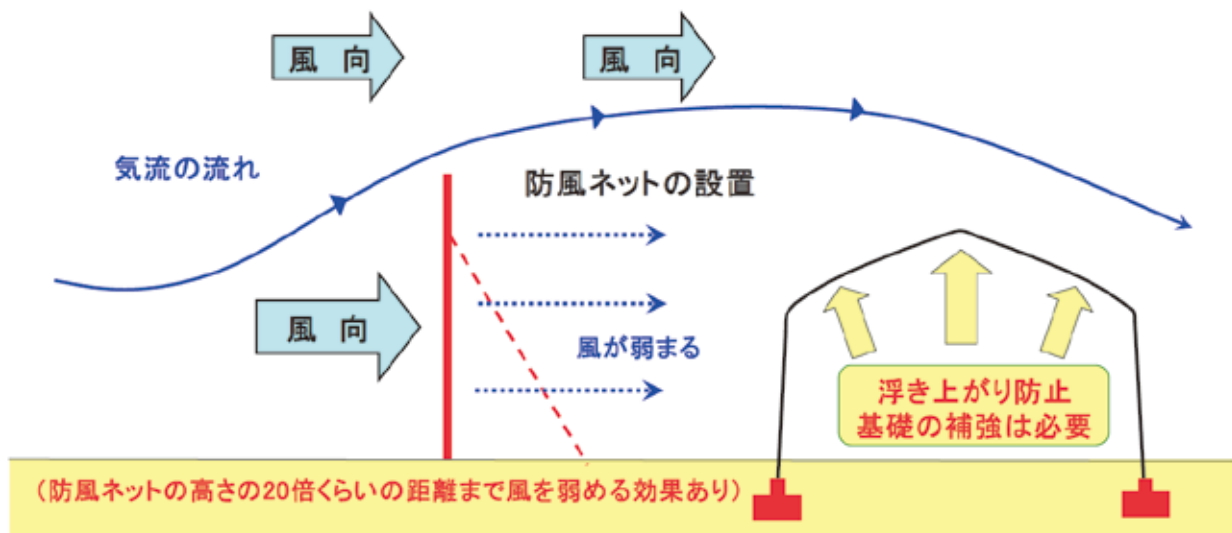 風 向
風 向
気流の流れ
防風ネットの設置
風 向
風が弱まる
浮き上がり防止
基礎の補強は必要
(防風ネットの高さの20倍くらいの距離まで風を弱める効果あり)